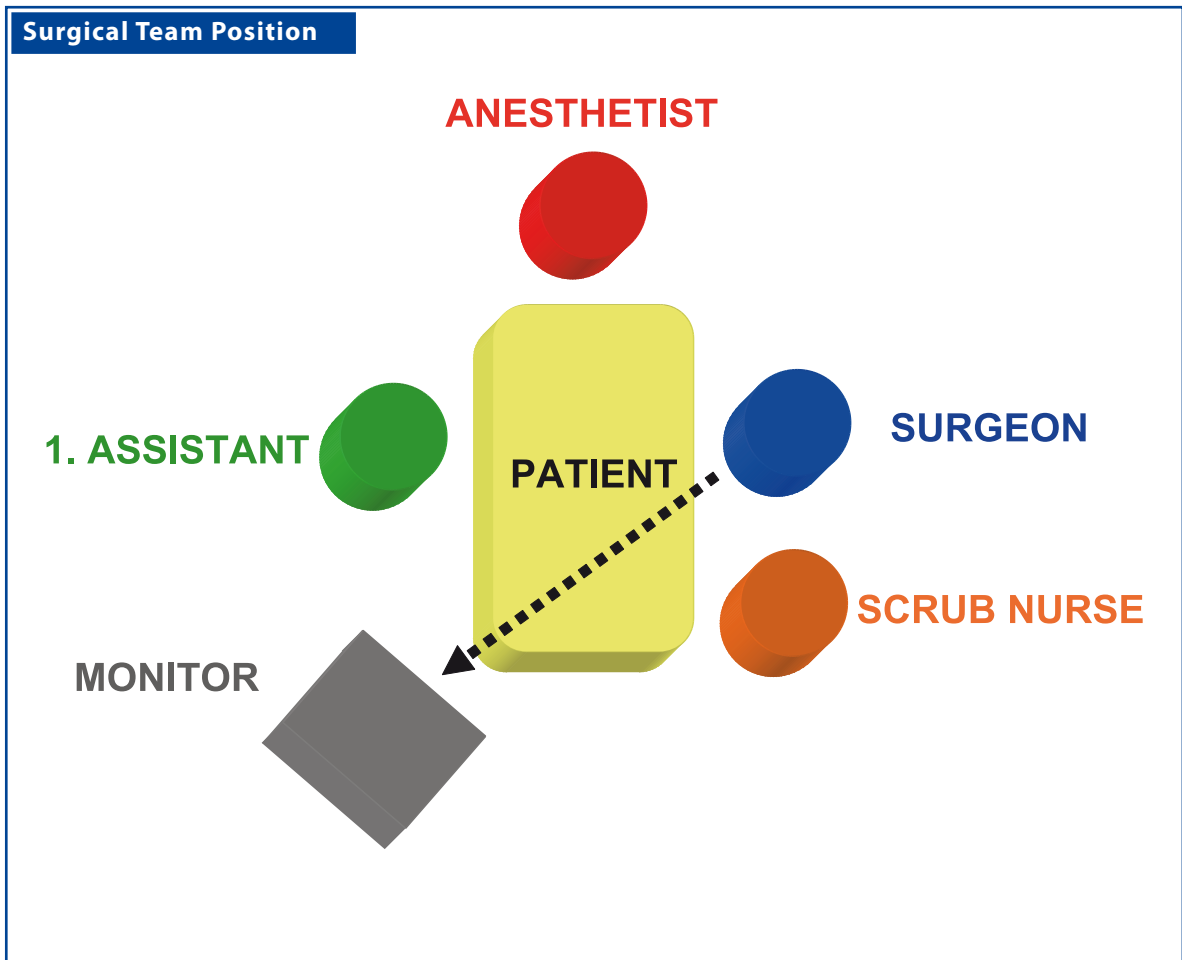 Surgical Team Position
ANESTHETIST
SURGEON
1. ASSISTANT
PATIENT
SCRUB NURSE
MONITOR